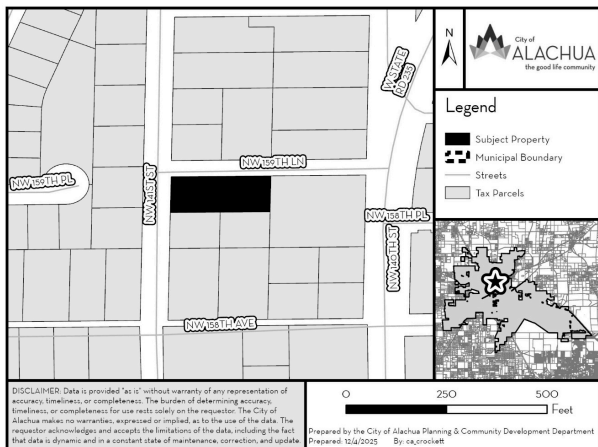 W STATE
RD 235
NW 159TH LN
NW 159TH PL
NW 141ST ST
NW 158TH PL
NW 140TH ST
NW 158TH AVE
N
City of
ALACHUA
the good life community
Legend
Subject Property
Municipal Boundary
Streets
Tax Parcels
DISCLAIMER: Data is provided "as is" without warranty of any representation of
accuracy, timeliness, or completeness. The burden of determining accuracy,
timeliness, or completeness for use rests solely on the requestor. The City of
Alachua makes no warranties, expressed or implied, as to the use of the data. The
requestor acknowledges and accepts the limitations of the data, including the fact
that data is dynamic and in a constant state of maintenance, correction, and update.
0 250 500
Feet
Prepared by the City of Alachua Planning & Community Development Department
Prepared: 12/4/2025 By: ca_crockett